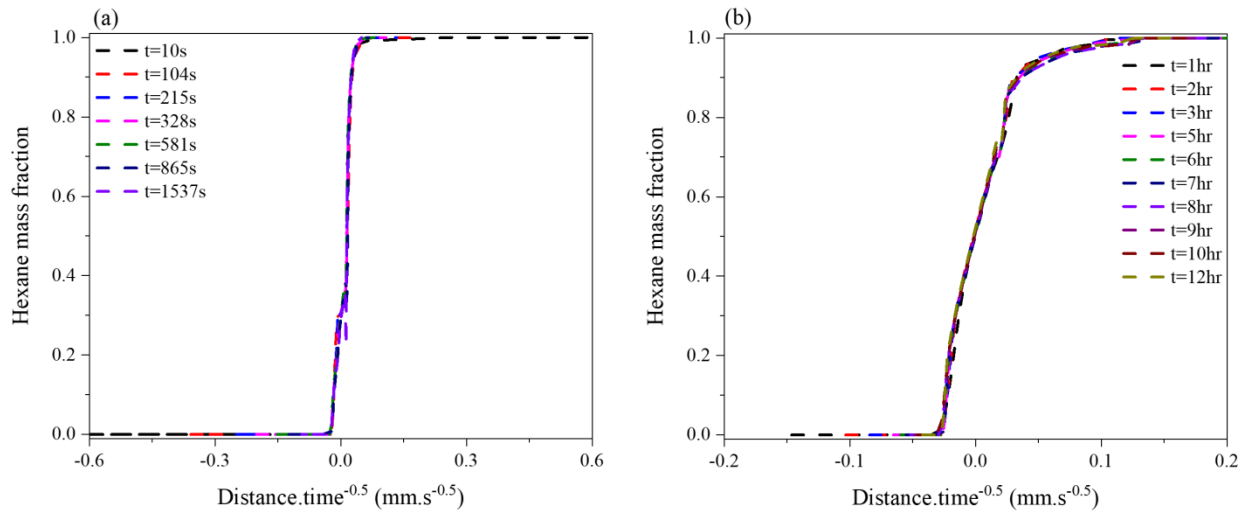 (a)
1.0
0.8
0.6
0.4
0.2
0.0
Hexane mass fraction
t=10s
t=104s
t=215s
t=328s
t=581s
t=865s
t=1537s
-0.6
-0.3
0.0
0.3
0.6
Distance.time^-0.5 (mm.s^-0.5)
(b)
1.0
0.8
0.6
0.4
0.2
0.0
Hexane mass fraction
t=1hr
t=2hr
t=3hr
t=5hr
t=6hr
t=7hr
t=8hr
t=9hr
t=10hr
t=12hr
-0.2
-0.1
0.0
0.1
0.2
Distance.time^-0.5 (mm.s^-0.5)